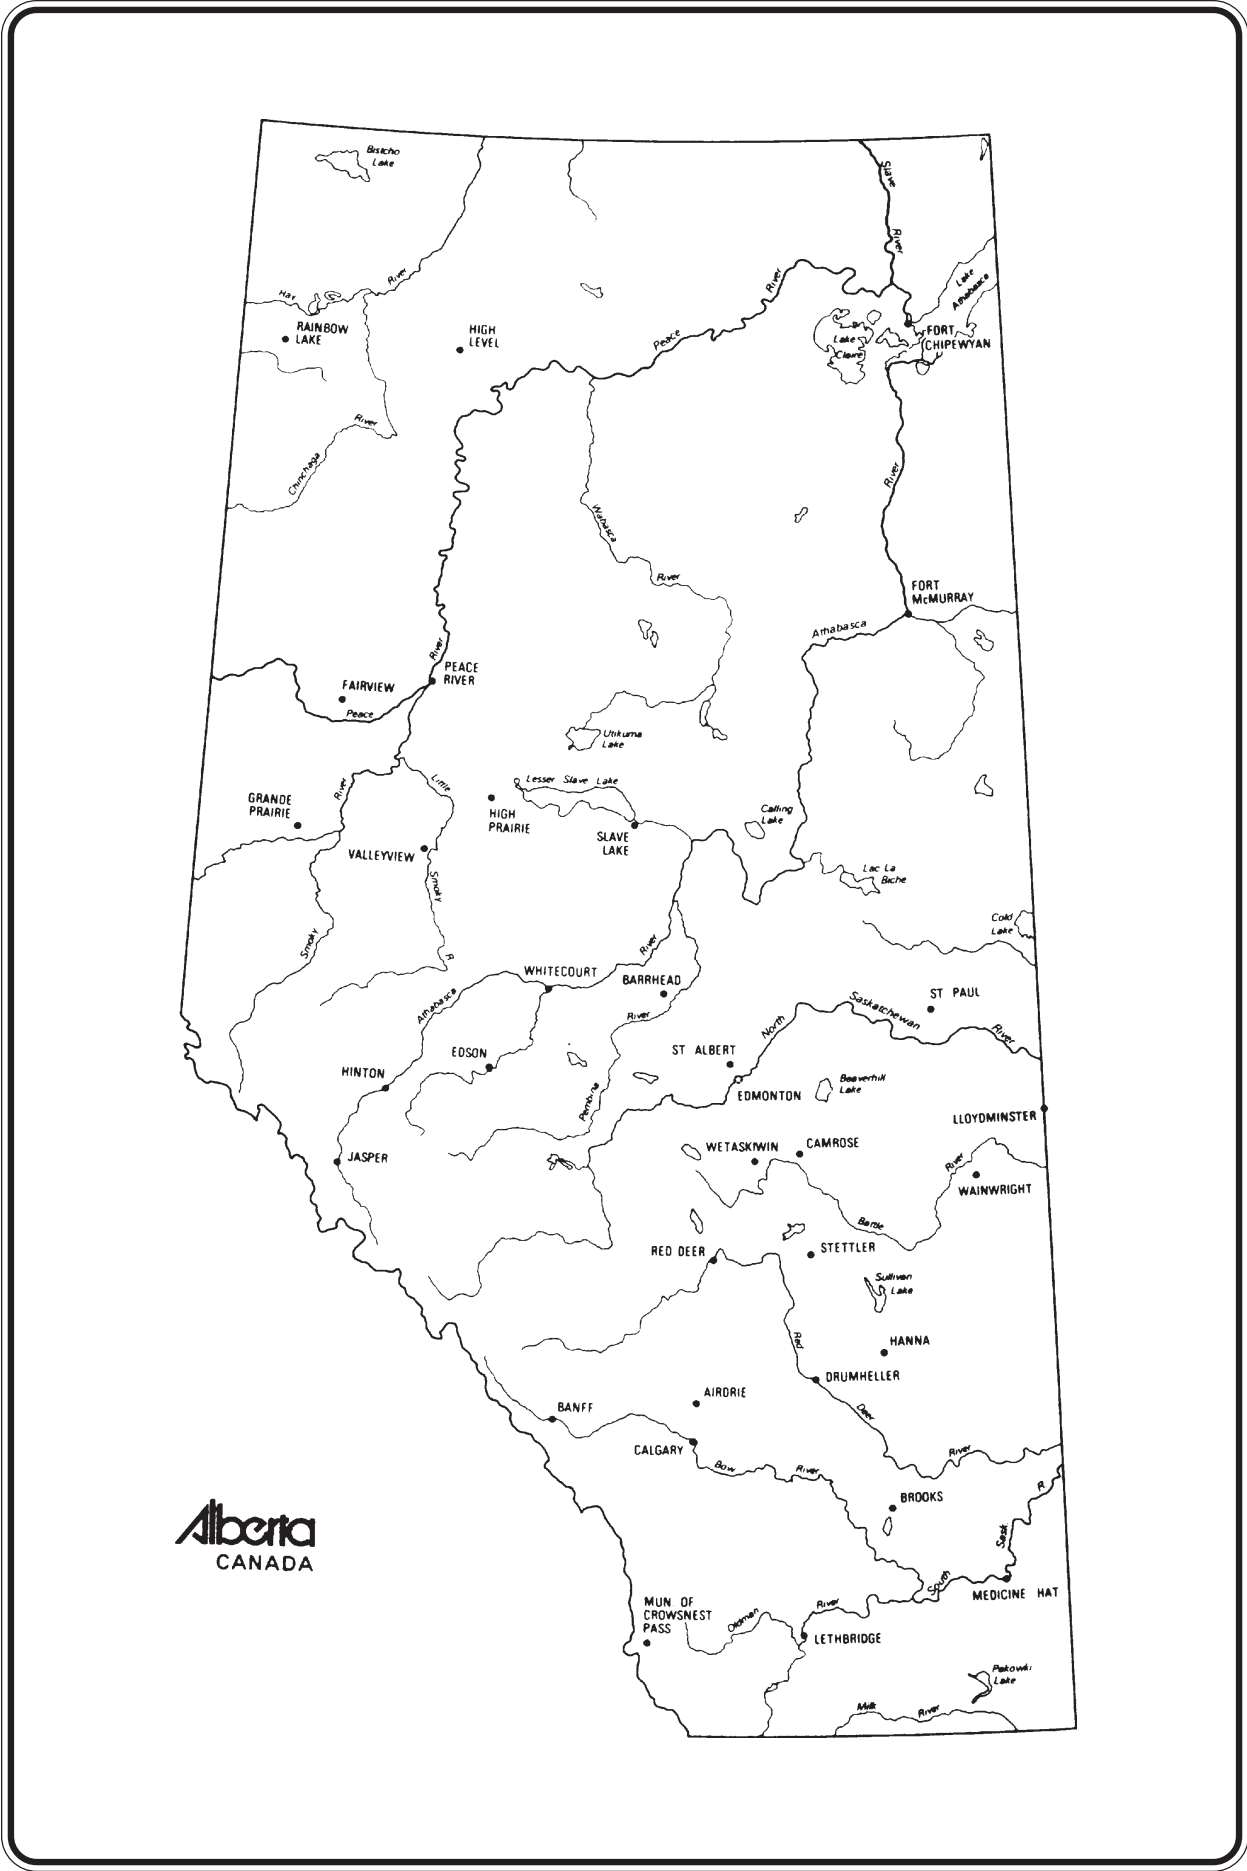 Bistcho
Lake
Slave
River
Hay
River
River
Lake
Athabasca
RAINBOW
LAKE
HIGH
LEVEL
Peace
Lake
Claire
FORT
CHIPEWYAN
River
Chinchaga
River
Wabasca
River
FORT
McMURRAY
Athabasca
River
PEACE
RIVER
FAIRVIEW
Peace
Utikuma
Lake
River
Little
Lesser Slave Lake
GRANDE
PRAIRIE
HIGH
PRAIRIE
Calling
Lake
SLAVE
LAKE
VALLEYVIEW
Smoky
R
Lac La
Biche
Cold
Lake
Smoky
River
WHITECOURT
BARRHEAD
Athabasca
ST PAUL
North
Saskatchewan
River
River
EDSON
ST ALBERT
HINTON
Pembina
EDMONTON
Beaverhill
Lake
LLOYDMINSTER
JASPER
WETASKIWIN
CAMROSE
River
WAINWRIGHT
Battle
RED DEER
STETTLER
Sullivan
Lake
Red
HANNA
DRUMHELLER
AIRDRIE
BANFF
Deer
CALGARY
River
Bow
River
R
BROOKS
Alberta
CANADA
Sask.
South
MEDICINE HAT
MUN OF
CROWSNEST
PASS
Oldman
River
LETHBRIDGE
Pakowki
Lake
Milk
River